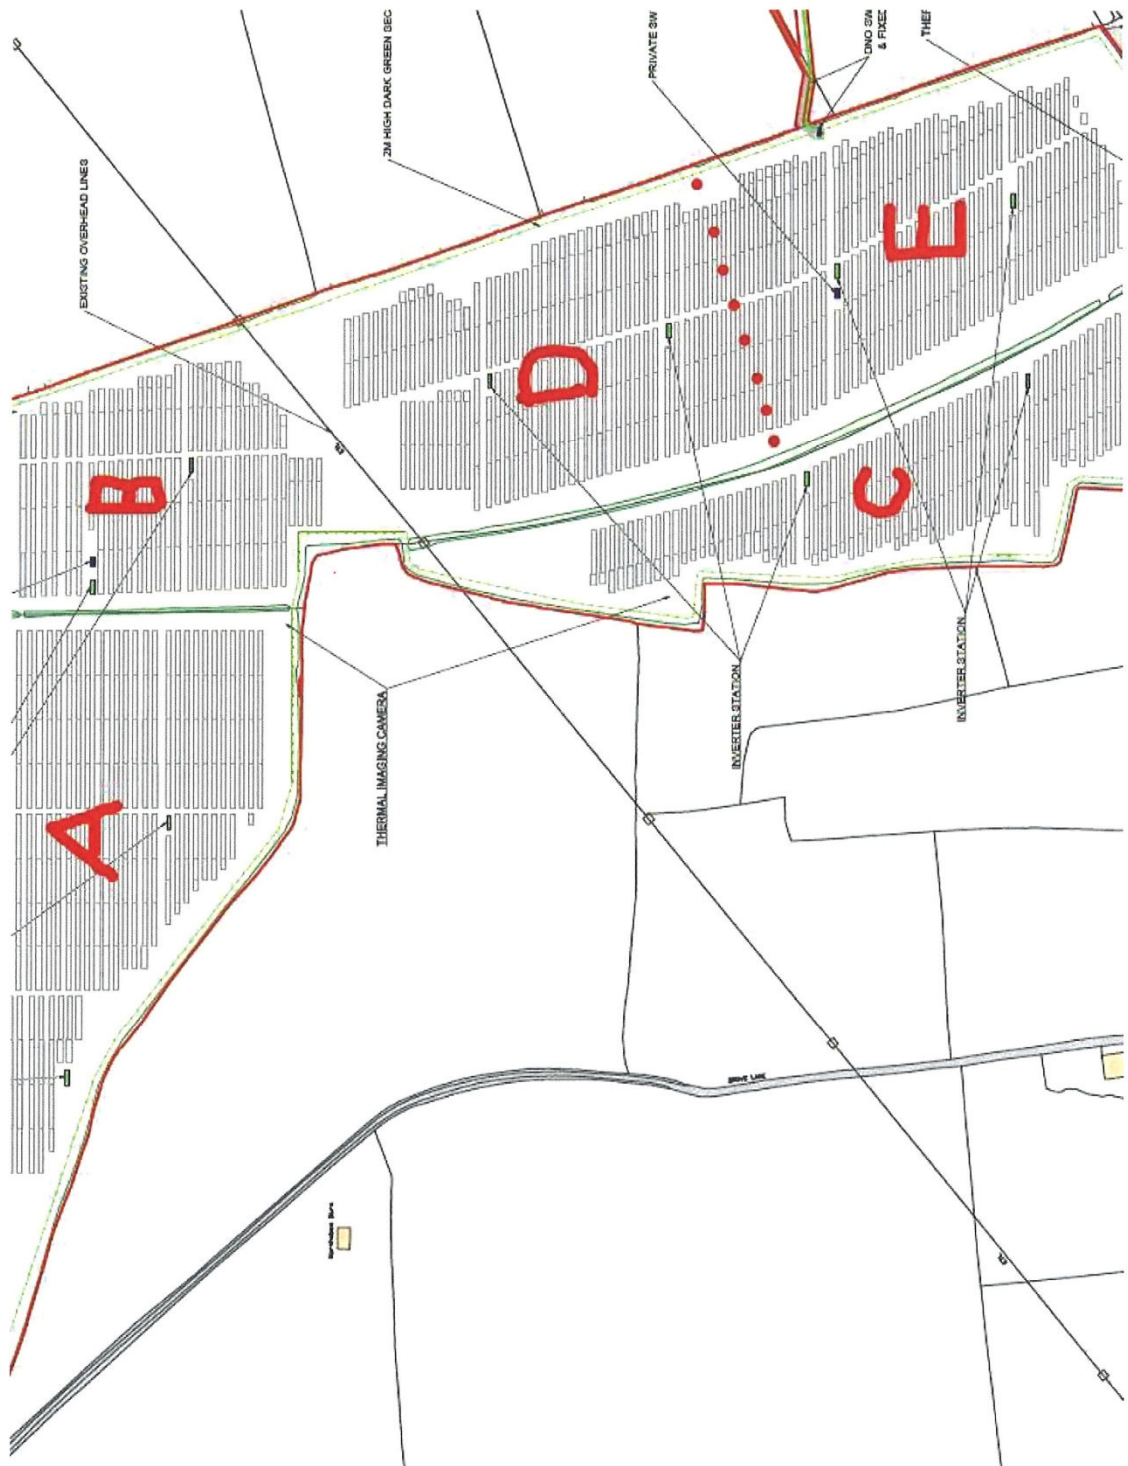 EXISTING OVERHEAD LINES
2M HIGH DARK GREEN SEC
PRIVATE SW
DNO SW
& FIXED
THER
B
D
E
C
A
THERMAL IMAGING CAMERA
INVERTER STATION
INVERTER STATION